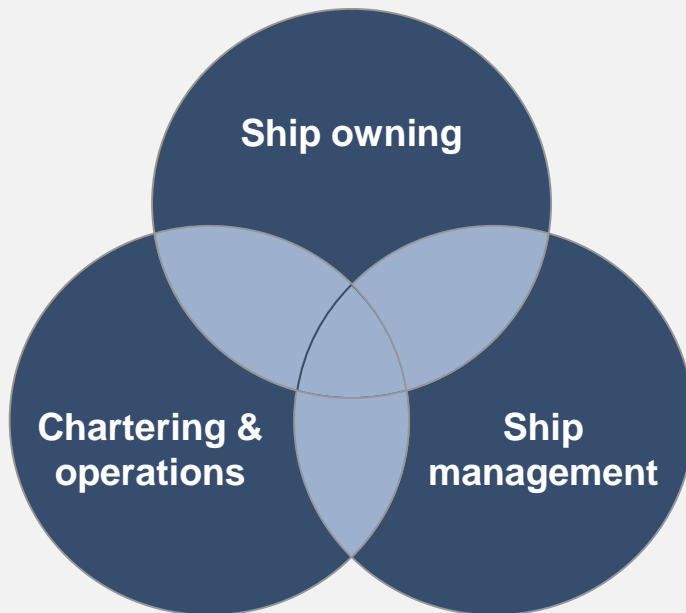 Ship owning
Chartering &
operations
Ship
management